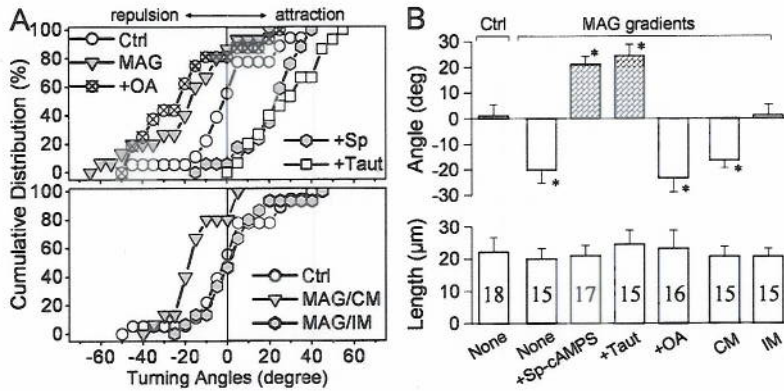 A
repulsion attraction
100
80
60
40
20
0
Cumulative Distribution (%)
Ctrl
MAG
+OA
+Sp
+Taut
100
80
60
40
20
0
Ctrl
MAG/CM
MAG/IM
-60 -40 -20 0 20 40 60
Turning Angles (degree)
B
Ctrl MAG gradients
30
20
10
0
-10
-20
-30
Angle (deg)
* * * * *
30
20
10
0
Length (μm)
18 15 17 15 16 15 15
None None +Sp-cAMPS +Taut +OA CM IM